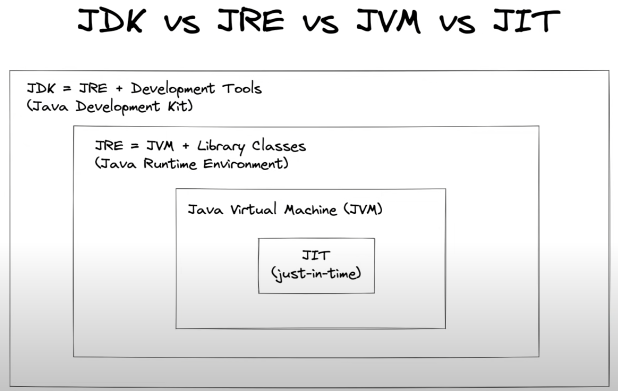 JDK vs JRE vs JVM vs JIT
JDK = JRE + Development Tools
(Java Development Kit)
JRE = JVM + Library Classes
(Java Runtime Environment)
Java Virtual Machine (JVM)
JIT
(just-in-time)